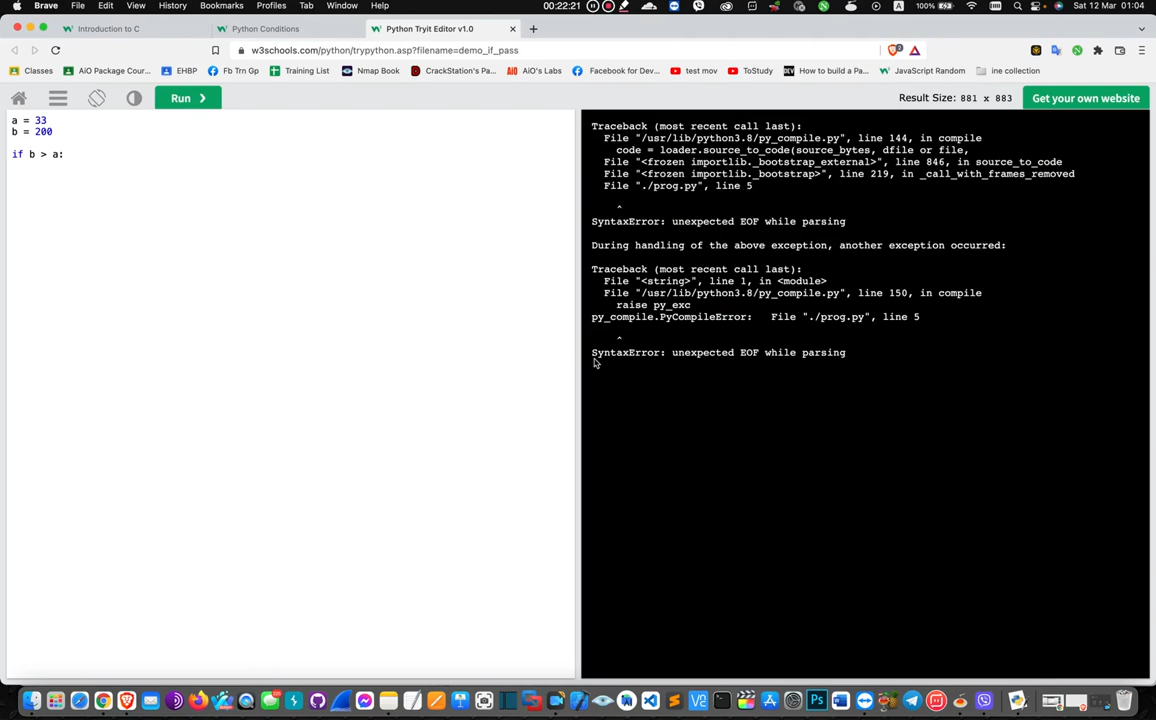 Brave File Edit View History Bookmarks Profiles Tab Window Help 00:22:21 100% Sat 12 Mar 01:04
Introduction to C Python Conditions Python Tryit Editor v1.0
w3schools.com/python/trypython.asp?filename=demo_if_pass
Classes AiO Package Cour... EHBP Fb Trn Gp Training List Nmap Book CrackStation's Pa... AiO's Labs Facebook for Dev... test mov ToStudy How to build a Pa... JavaScript Random ine collection
Run ❯ Result Size: 881 x 883 Get your own website
a = 33
b = 200
if b > a:
Traceback (most recent call last):
File "/usr/lib/python3.8/py_compile.py", line 144, in compile
code = loader.source_to_code(source_bytes, dfile or file,
File "<frozen importlib._bootstrap_external>", line 846, in source_to_code
File "<frozen importlib._bootstrap>", line 219, in _call_with_frames_removed
File "./prog.py", line 5
^
SyntaxError: unexpected EOF while parsing
During handling of the above exception, another exception occurred:
Traceback (most recent call last):
File "<string>", line 1, in <module>
File "/usr/lib/python3.8/py_compile.py", line 150, in compile
raise py_exc
py_compile.PyCompileError: File "./prog.py", line 5
^
SyntaxError: unexpected EOF while parsing